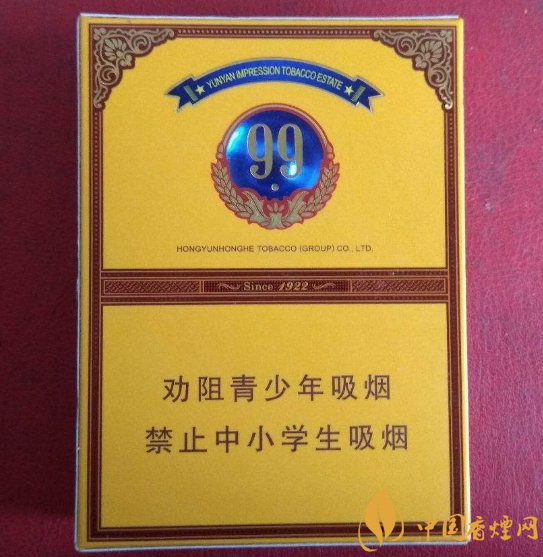 YUNYAN IMPRESSION TOBACCO ESTATE
99
HONGYUNHONGHE TOBACCO (GROUP) CO., LTD.
Since 1922
劝阻青少年吸烟
禁止中小学生吸烟
中国香煙网